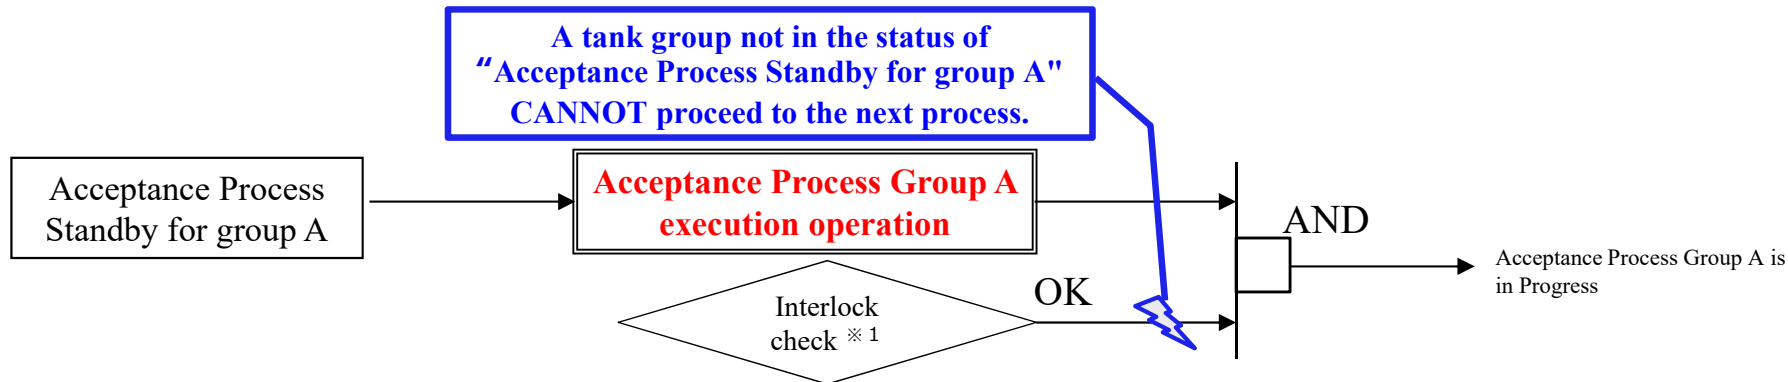 A tank group not in the status of
“Acceptance Process Standby for group A"
CANNOT proceed to the next process.
Acceptance Process
Standby for group A
Acceptance Process Group A
execution operation
AND
Acceptance Process Group A is
in Progress
OK
Interlock
check ※1